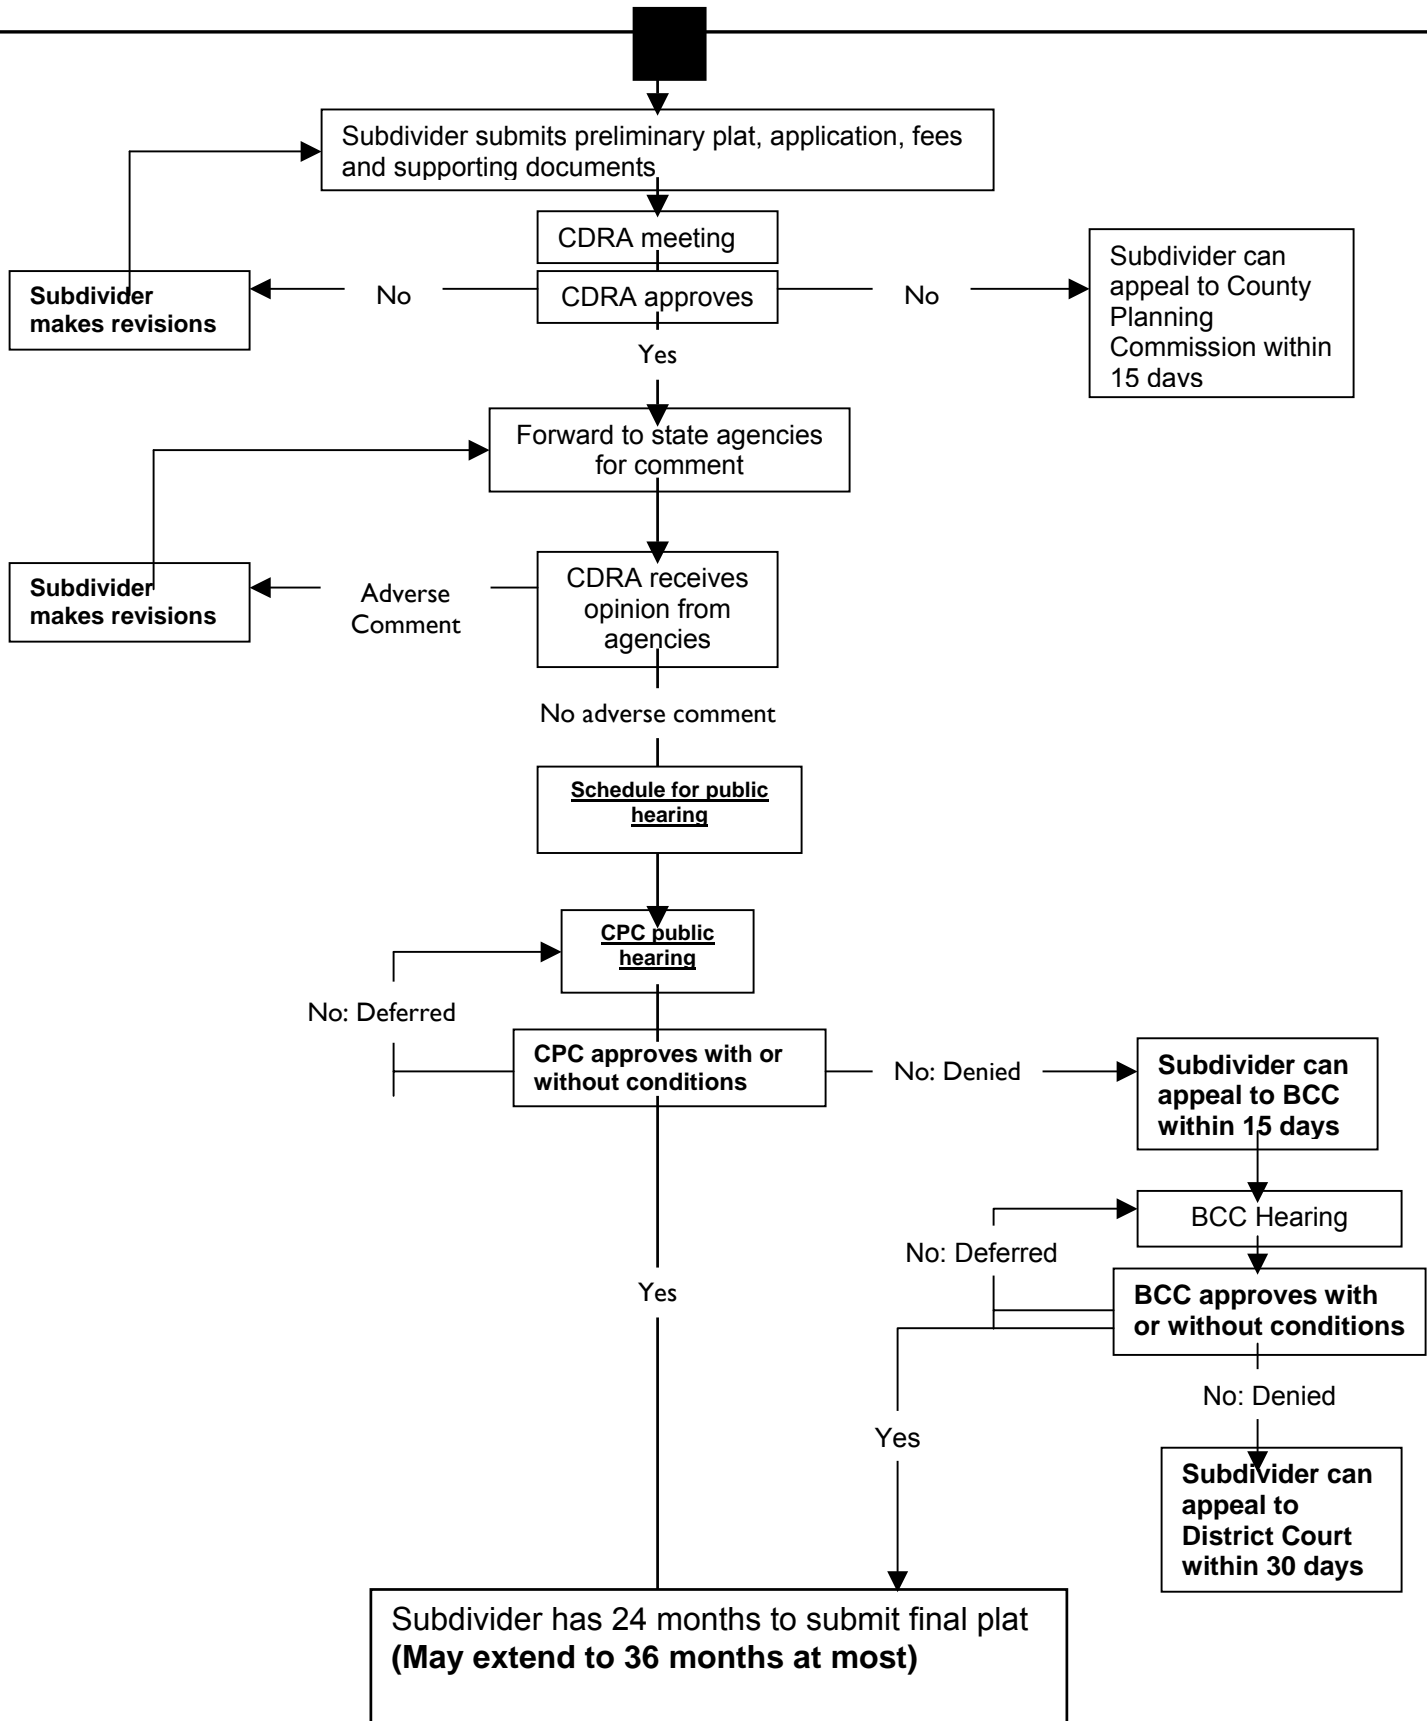 Subdivider submits preliminary plat, application, fees
and supporting documents
CDRA meeting
CDRA approves
No
No
Subdivider
makes revisions
Subdivider can
appeal to County
Planning
Commission within
15 days
Yes
Forward to state agencies
for comment
Subdivider
makes revisions
Adverse
Comment
CDRA receives
opinion from
agencies
No adverse comment
Schedule for public
hearing
CPC public
hearing
No: Deferred
CPC approves with or
without conditions
No: Denied
Subdivider can
appeal to BCC
within 15 days
BCC Hearing
No: Deferred
BCC approves with
or without conditions
Yes
No: Denied
Yes
Subdivider can
appeal to
District Court
within 30 days
Subdivider has 24 months to submit final plat
(May extend to 36 months at most)